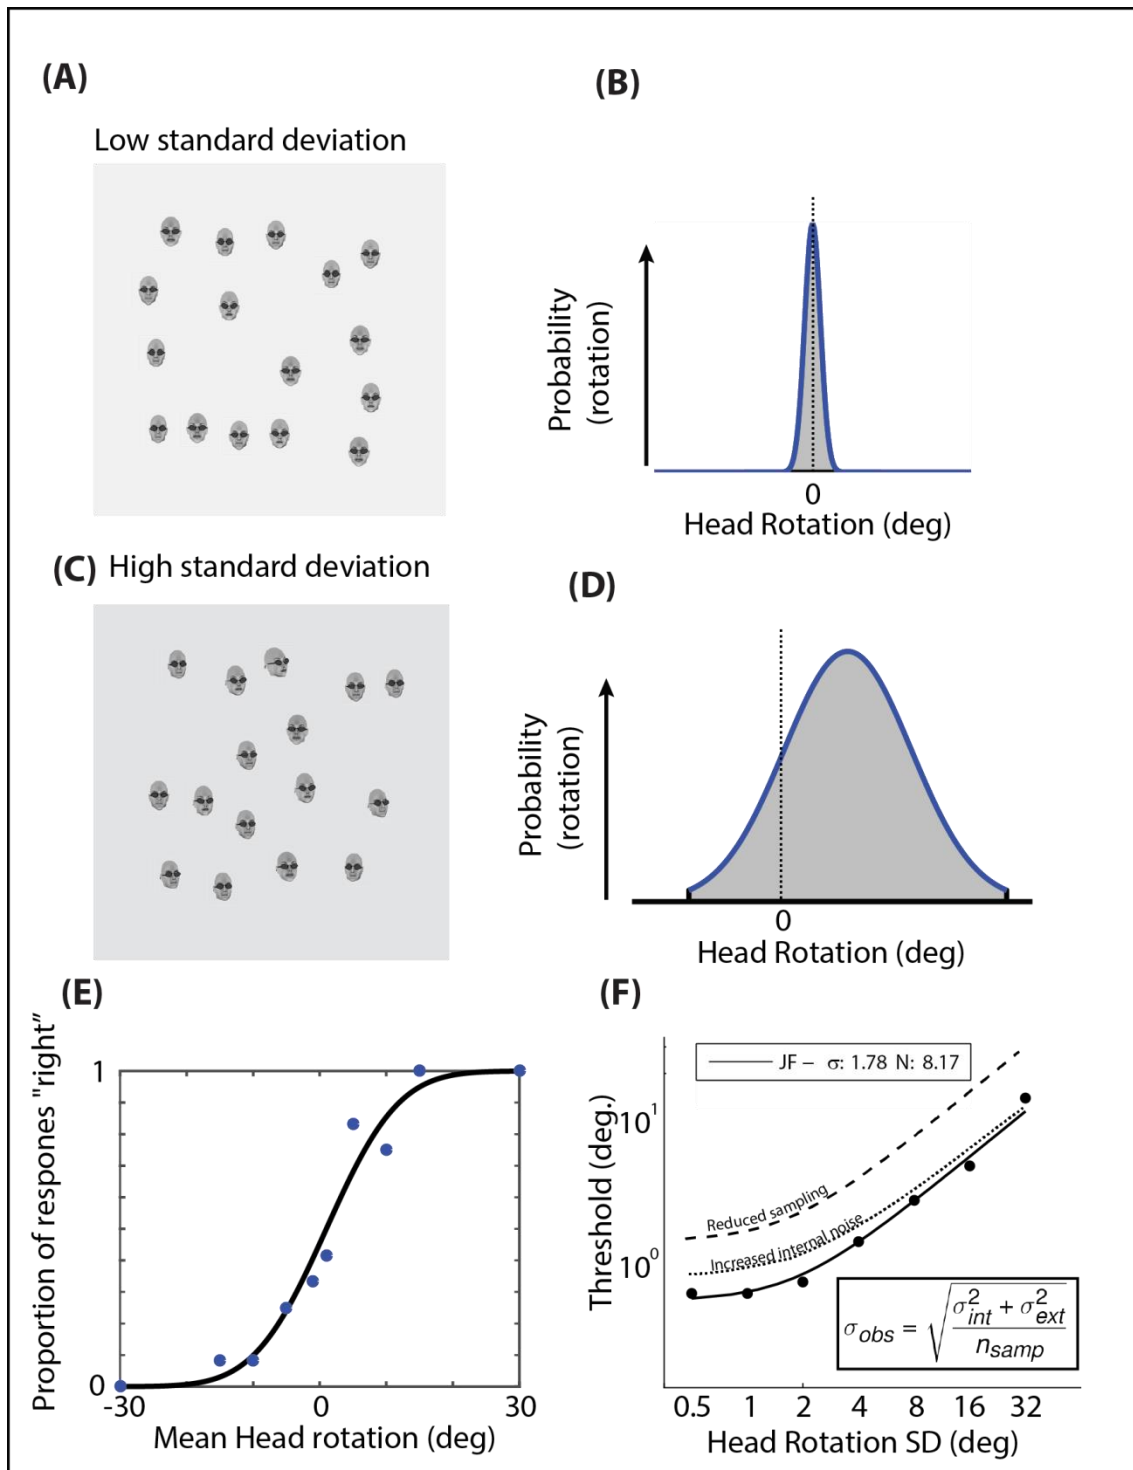 (A)
Low standard deviation
(B)
Probability
(rotation)
0
Head Rotation (deg)
(C) High standard deviation
(D)
Probability
(rotation)
0
Head Rotation (deg)
(E)
Proportion of respones "right”
1
0
-30 0 30
Mean Head rotation (deg)
(F)
JF – σ: 1.78 N: 8.17
Threshold (deg.)
10¹
10⁰
Reduced sampling
Increased internal noise
σobs = √((σ²int + σ²ext)/nsamp)
0.5 1 2 4 8 16 32
Head Rotation SD (deg)